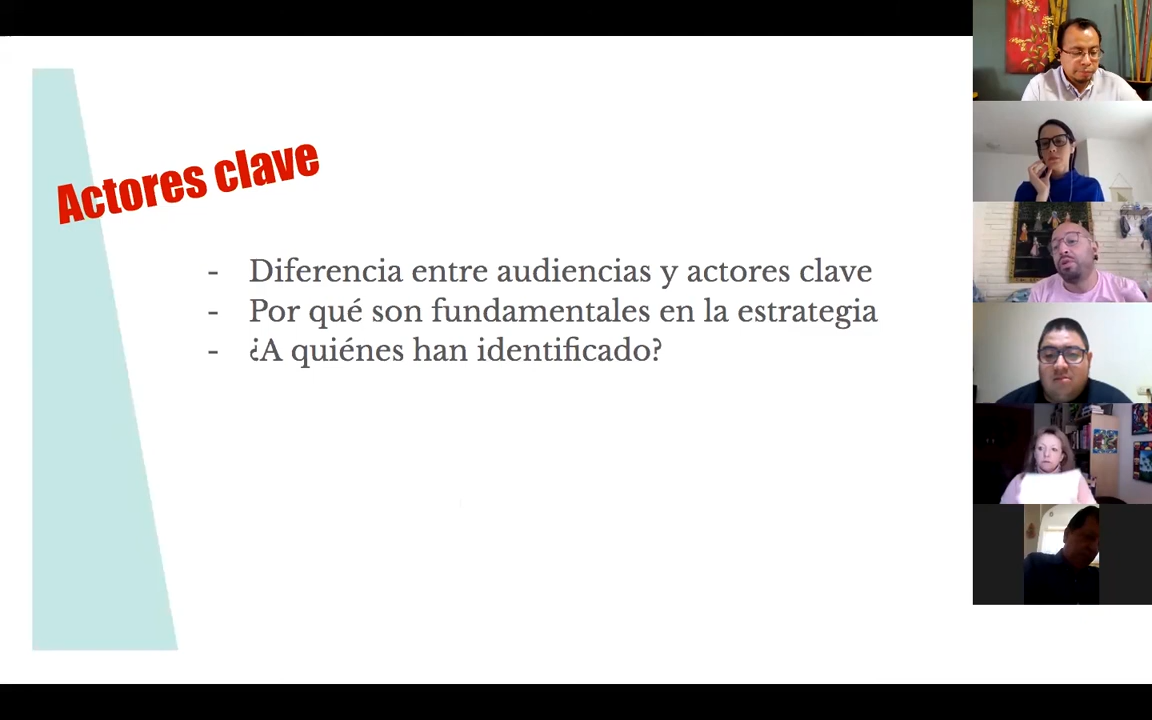 Actores clave
- Diferencia entre audiencias y actores clave
- Por qué son fundamentales en la estrategia
- ¿A quiénes han identificado?